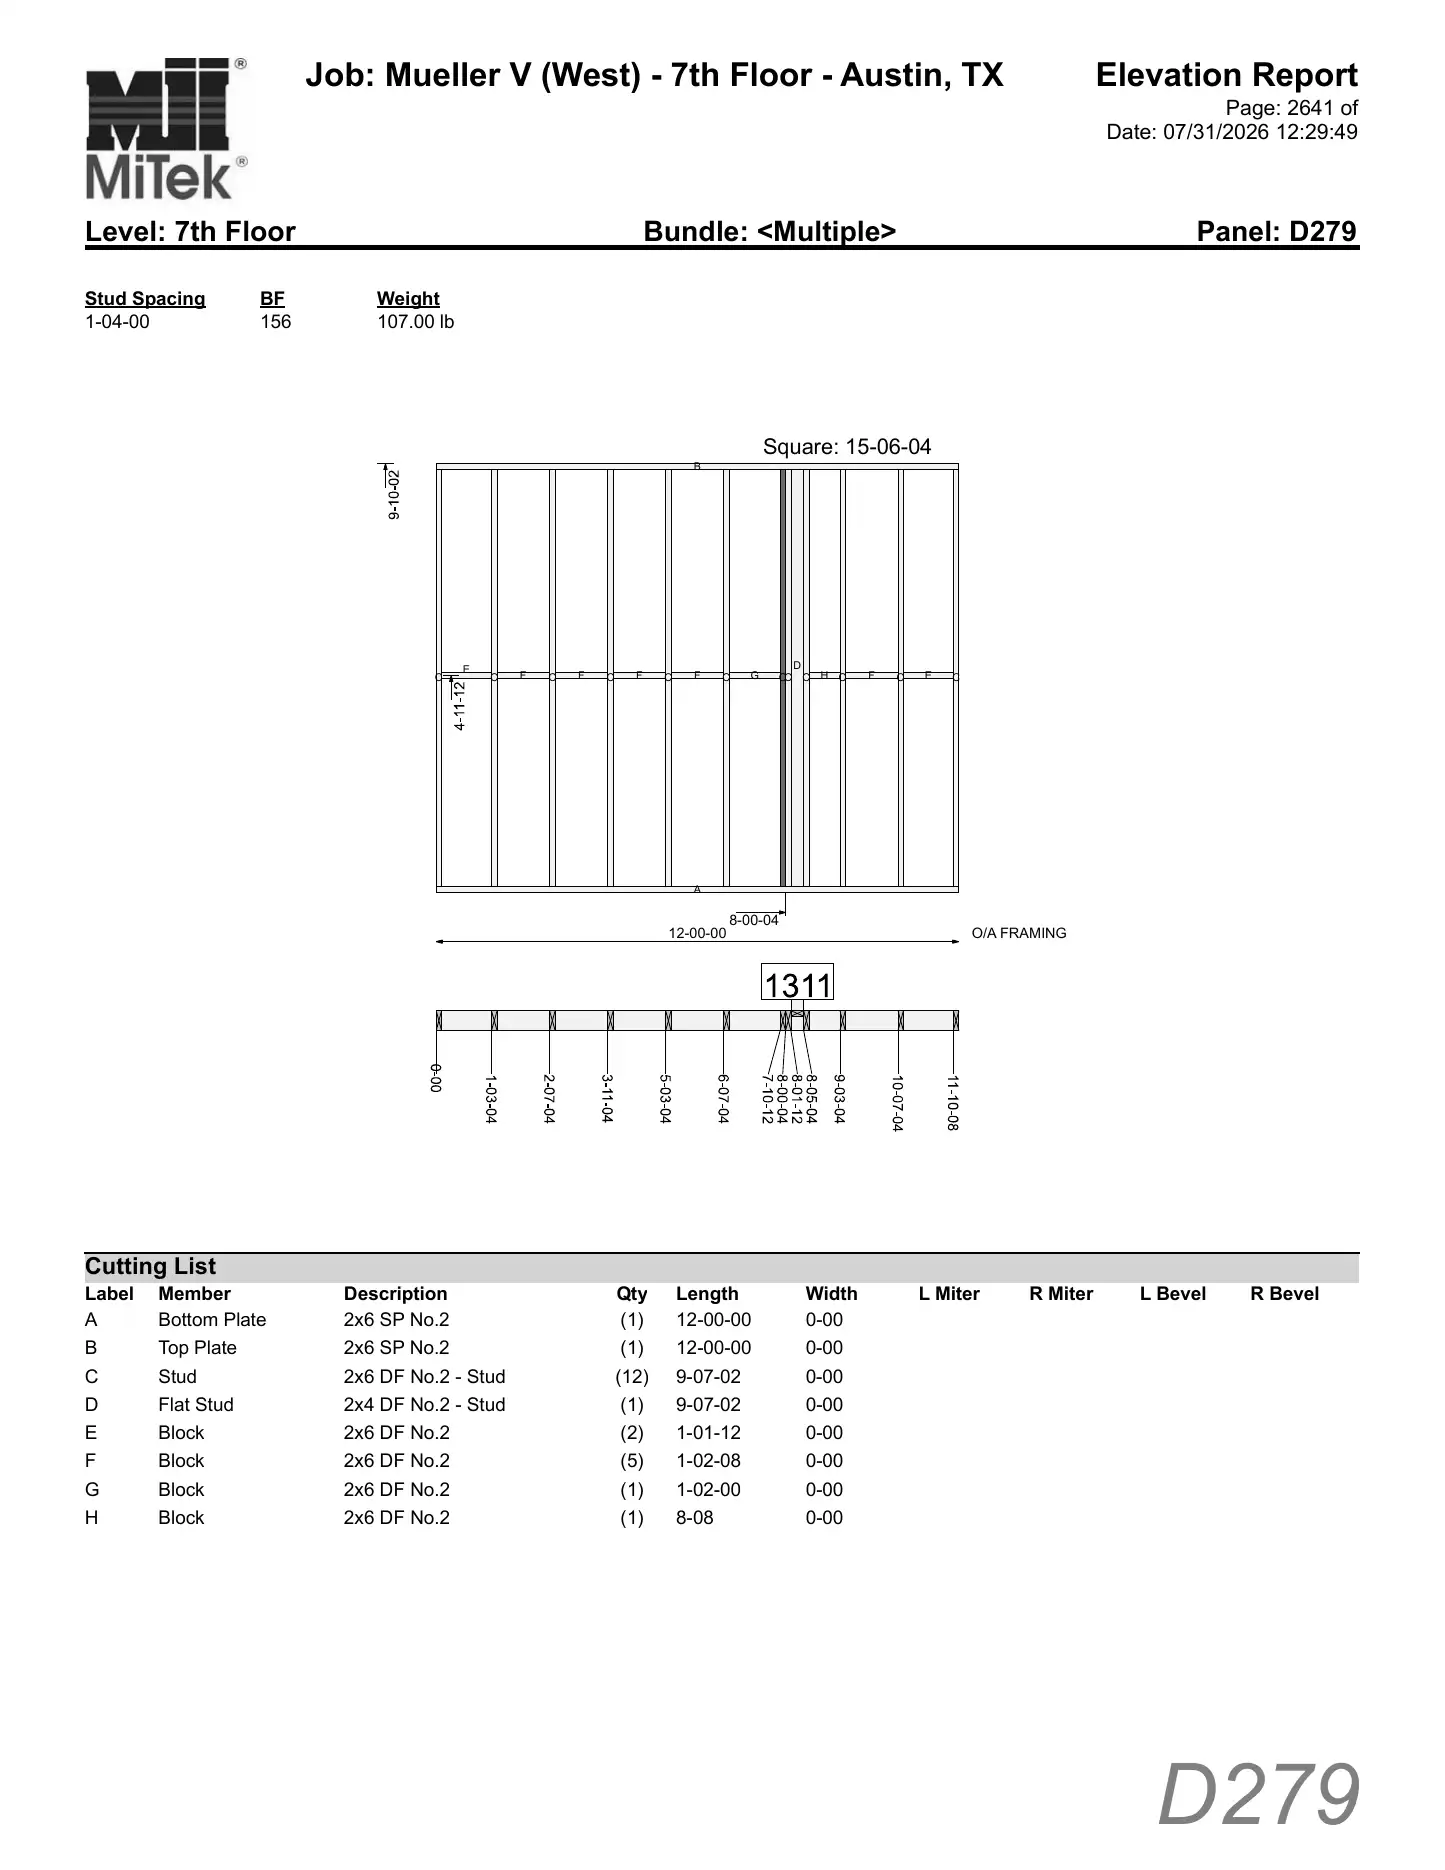 MiTek®
Job: Mueller V (West) - 7th Floor - Austin, TX
Elevation Report
Page: 2641 of
Date: 07/31/2026 12:29:49
Level: 7th Floor
Bundle: <Multiple>
Panel: D279
Stud Spacing BF Weight
1-04-00 156 107.00 lb
Square: 15-06-04
B
9-10-02
D
G
H
4-11-12
A
8-00-04
12-00-00
O/A FRAMING
1311
0-00
1-03-04
2-07-04
3-11-04
5-03-04
6-07-04
7-10-12
8-00-04
8-01-12
8-05-04
9-03-04
10-07-04
11-10-08
Cutting List
Label Member Description Qty Length Width L Miter R Miter L Bevel R Bevel
A Bottom Plate 2x6 SP No.2 (1) 12-00-00 0-00
B Top Plate 2x6 SP No.2 (1) 12-00-00 0-00
C Stud 2x6 DF No.2 - Stud (12) 9-07-02 0-00
D Flat Stud 2x4 DF No.2 - Stud (1) 9-07-02 0-00
E Block 2x6 DF No.2 (2) 1-01-12 0-00
F Block 2x6 DF No.2 (5) 1-02-08 0-00
G Block 2x6 DF No.2 (1) 1-02-00 0-00
H Block 2x6 DF No.2 (1) 8-08 0-00
D279